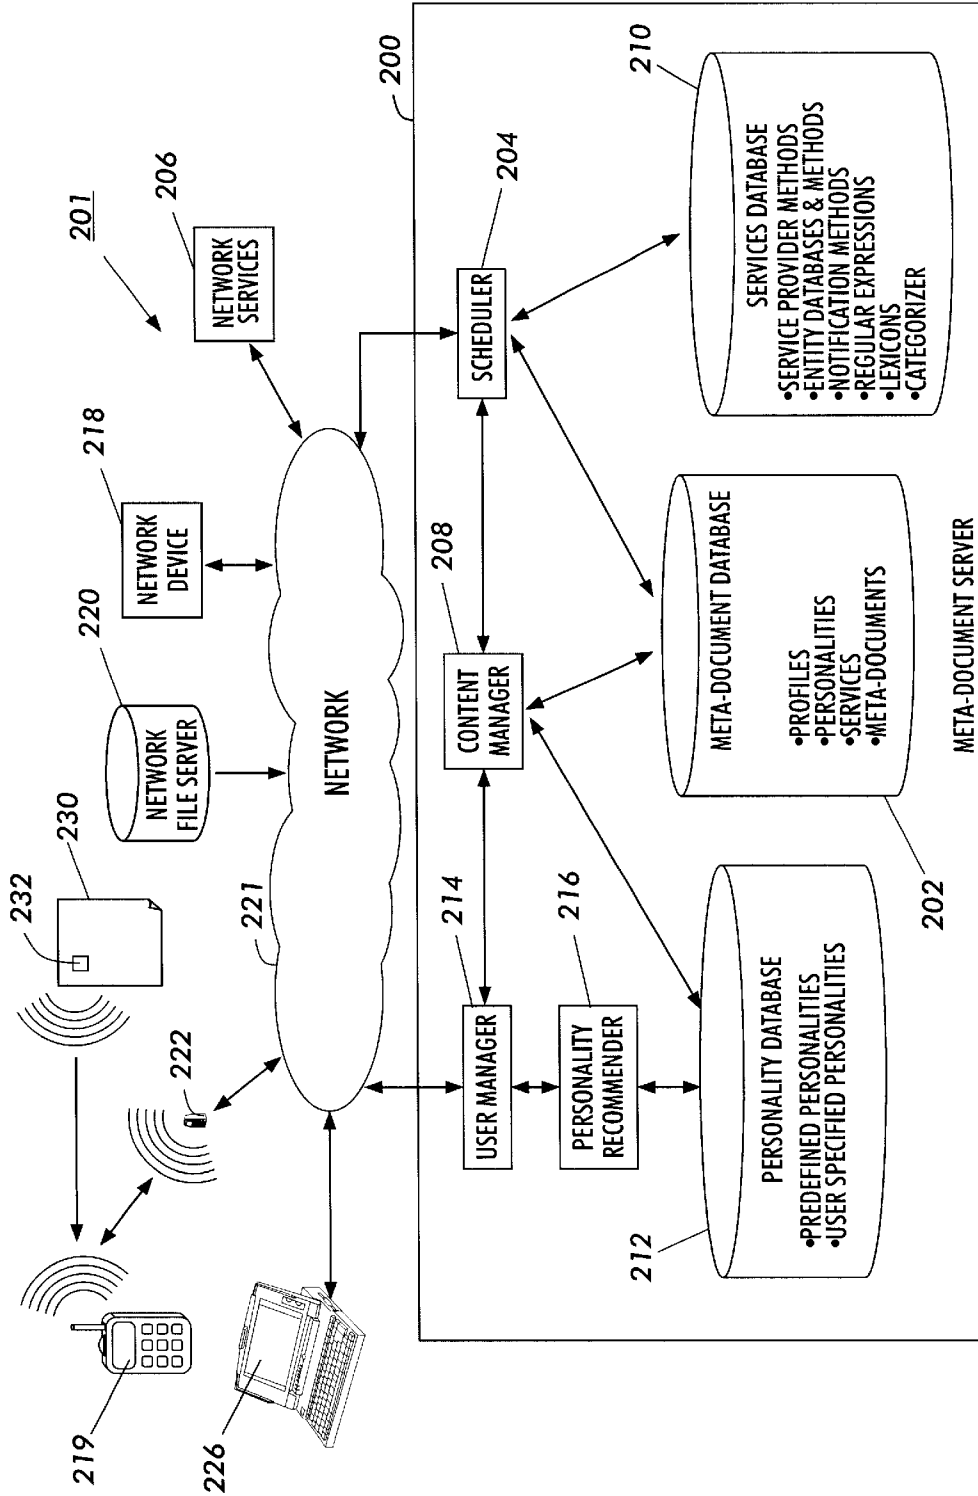 201
206
NETWORK
SERVICES
218
NETWORK
DEVICE
220
NETWORK
FILE SERVER
230
232
222
219
226
221
NETWORK
200
204
SCHEDULER
208
CONTENT
MANAGER
214
USER MANAGER
216
PERSONALITY
RECOMMENDER
212
PERSONALITY DATABASE
•PREDEFINED PERSONALITIES
•USER SPECIFIED PERSONALITIES
202
META-DOCUMENT DATABASE
•PROFILES
•PERSONALITIES
•SERVICES
•META-DOCUMENTS
210
SERVICES DATABASE
•SERVICE PROVIDER METHODS
•ENTITY DATABASES & METHODS
•NOTIFICATION METHODS
•REGULAR EXPRESSIONS
•LEXICONS
•CATEGORIZER
META-DOCUMENT SERVER